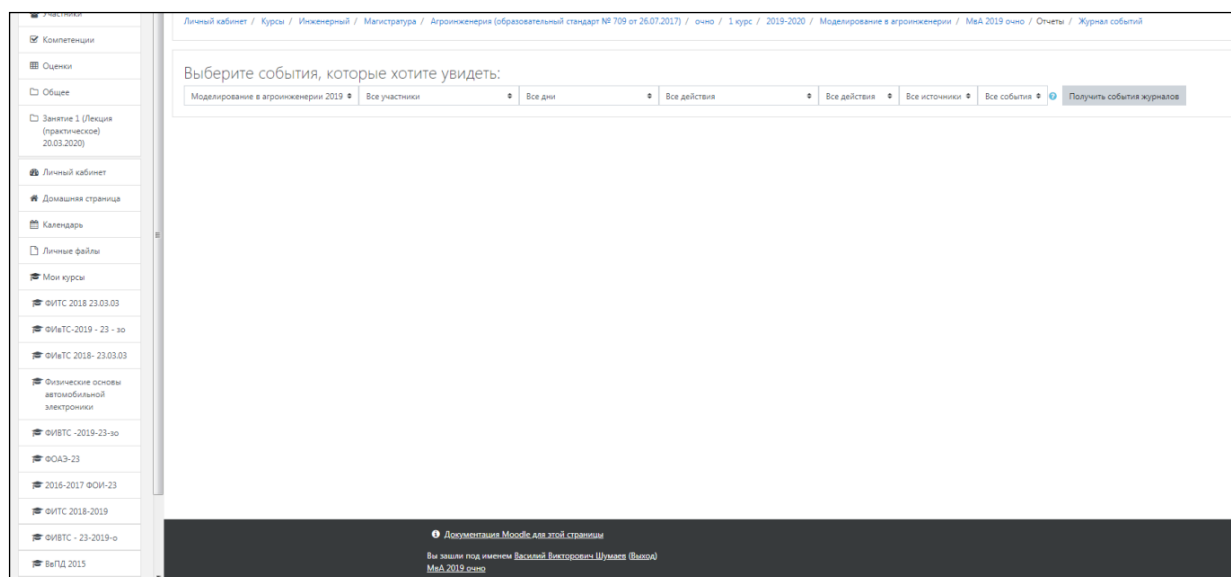 Участники
Компетенции
Оценки
Общее
Занятие 1 (Лекция
(практическое)
20.03.2020)
Личный кабинет
Домашняя страница
Календарь
Личные файлы
Мои курсы
ФИТС 2018 23.03.03
ФИвТС-2019 - 23 - зо
ФИвТС 2018- 23.03.03
Физические основы
автомобильной
электроники
ФИВТС -2019-23-зо
ФОАЭ-23
2016-2017 ФОИ-23
ФИТС 2018-2019
ФИВТС - 23-2019-о
ВвПД 2015
Личный кабинет / Курсы / Инженерный / Магистратура / Агроинженерия (образовательный стандарт № 709 от 26.07.2017) / очно / 1 курс / 2019-2020 / Моделирование в агроинженерии / МвА 2019 очно / Отчеты / Журнал событий
Выберите события, которые хотите увидеть:
Моделирование в агроинженерии 2019 Все участники Все дни Все действия Все действия Все источники Все события Получить события журналов
Документация Moodle для этой страницы
Вы зашли под именем Василий Викторович Шумаев (Выход)
МвА 2019 очно